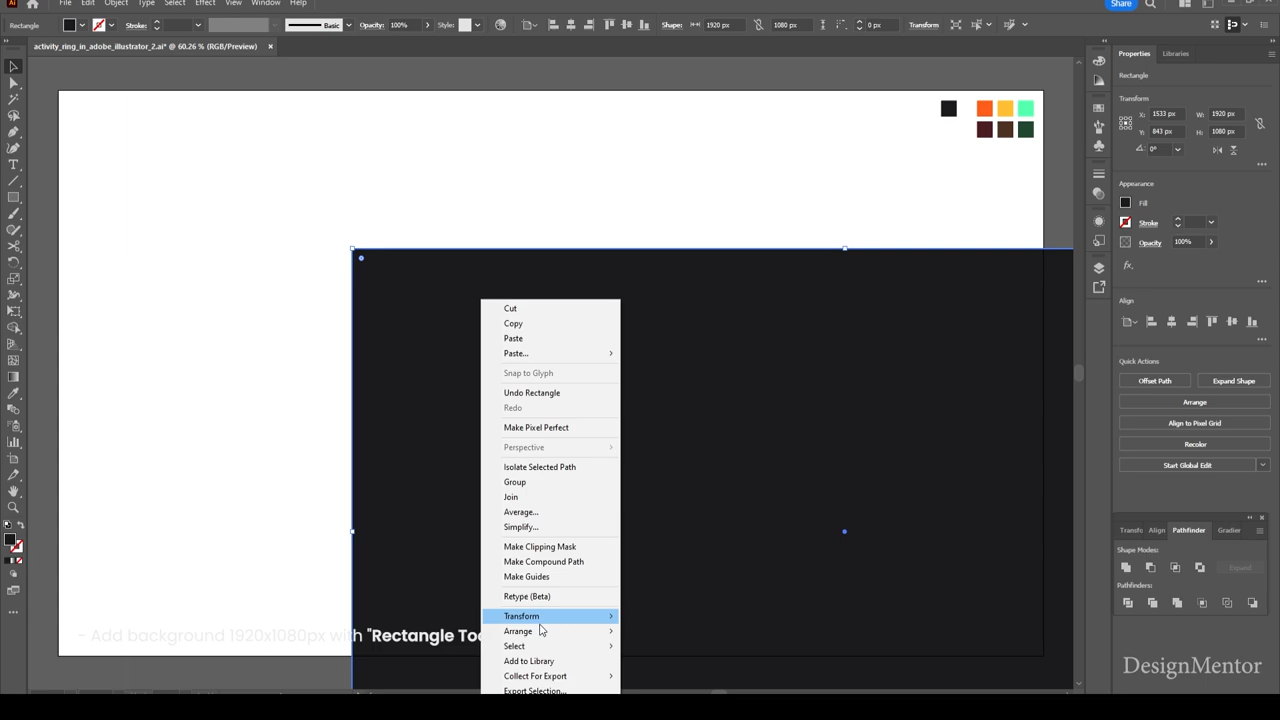 File Edit Object Type Select Effect View Window Help
Share
Rectangle Stroke: Basic Opacity: 100% Style: Shape: 1920 px 1080 px 0 px Transform
activity_ring_in_adobe_illustrator_2.ai* @ 60.26 % (RGB/Preview)
Properties Libraries
Rectangle
Transform
X: 1533 px W: 1920 px
Y: 843 px H: 1080 px
0°
Appearance
Fill
Stroke
Opacity 100%
fx
Align
Quick Actions
Offset Path Expand Shape
Arrange
Align to Pixel Grid
Recolor
Start Global Edit
Transfo Align Pathfinder Gradier
Shape Modes:
Expand
Pathfinders:
Cut
Copy
Paste
Paste...
Snap to Glyph
Undo Rectangle
Redo
Make Pixel Perfect
Perspective
Isolate Selected Path
Group
Join
Average...
Simplify...
Make Clipping Mask
Make Compound Path
Make Guides
Retype (Beta)
Transform
Arrange
Select
Add to Library
Collect For Export
Export Selection...
- Add background 1920x1080px with "Rectangle Too
DesignMentor